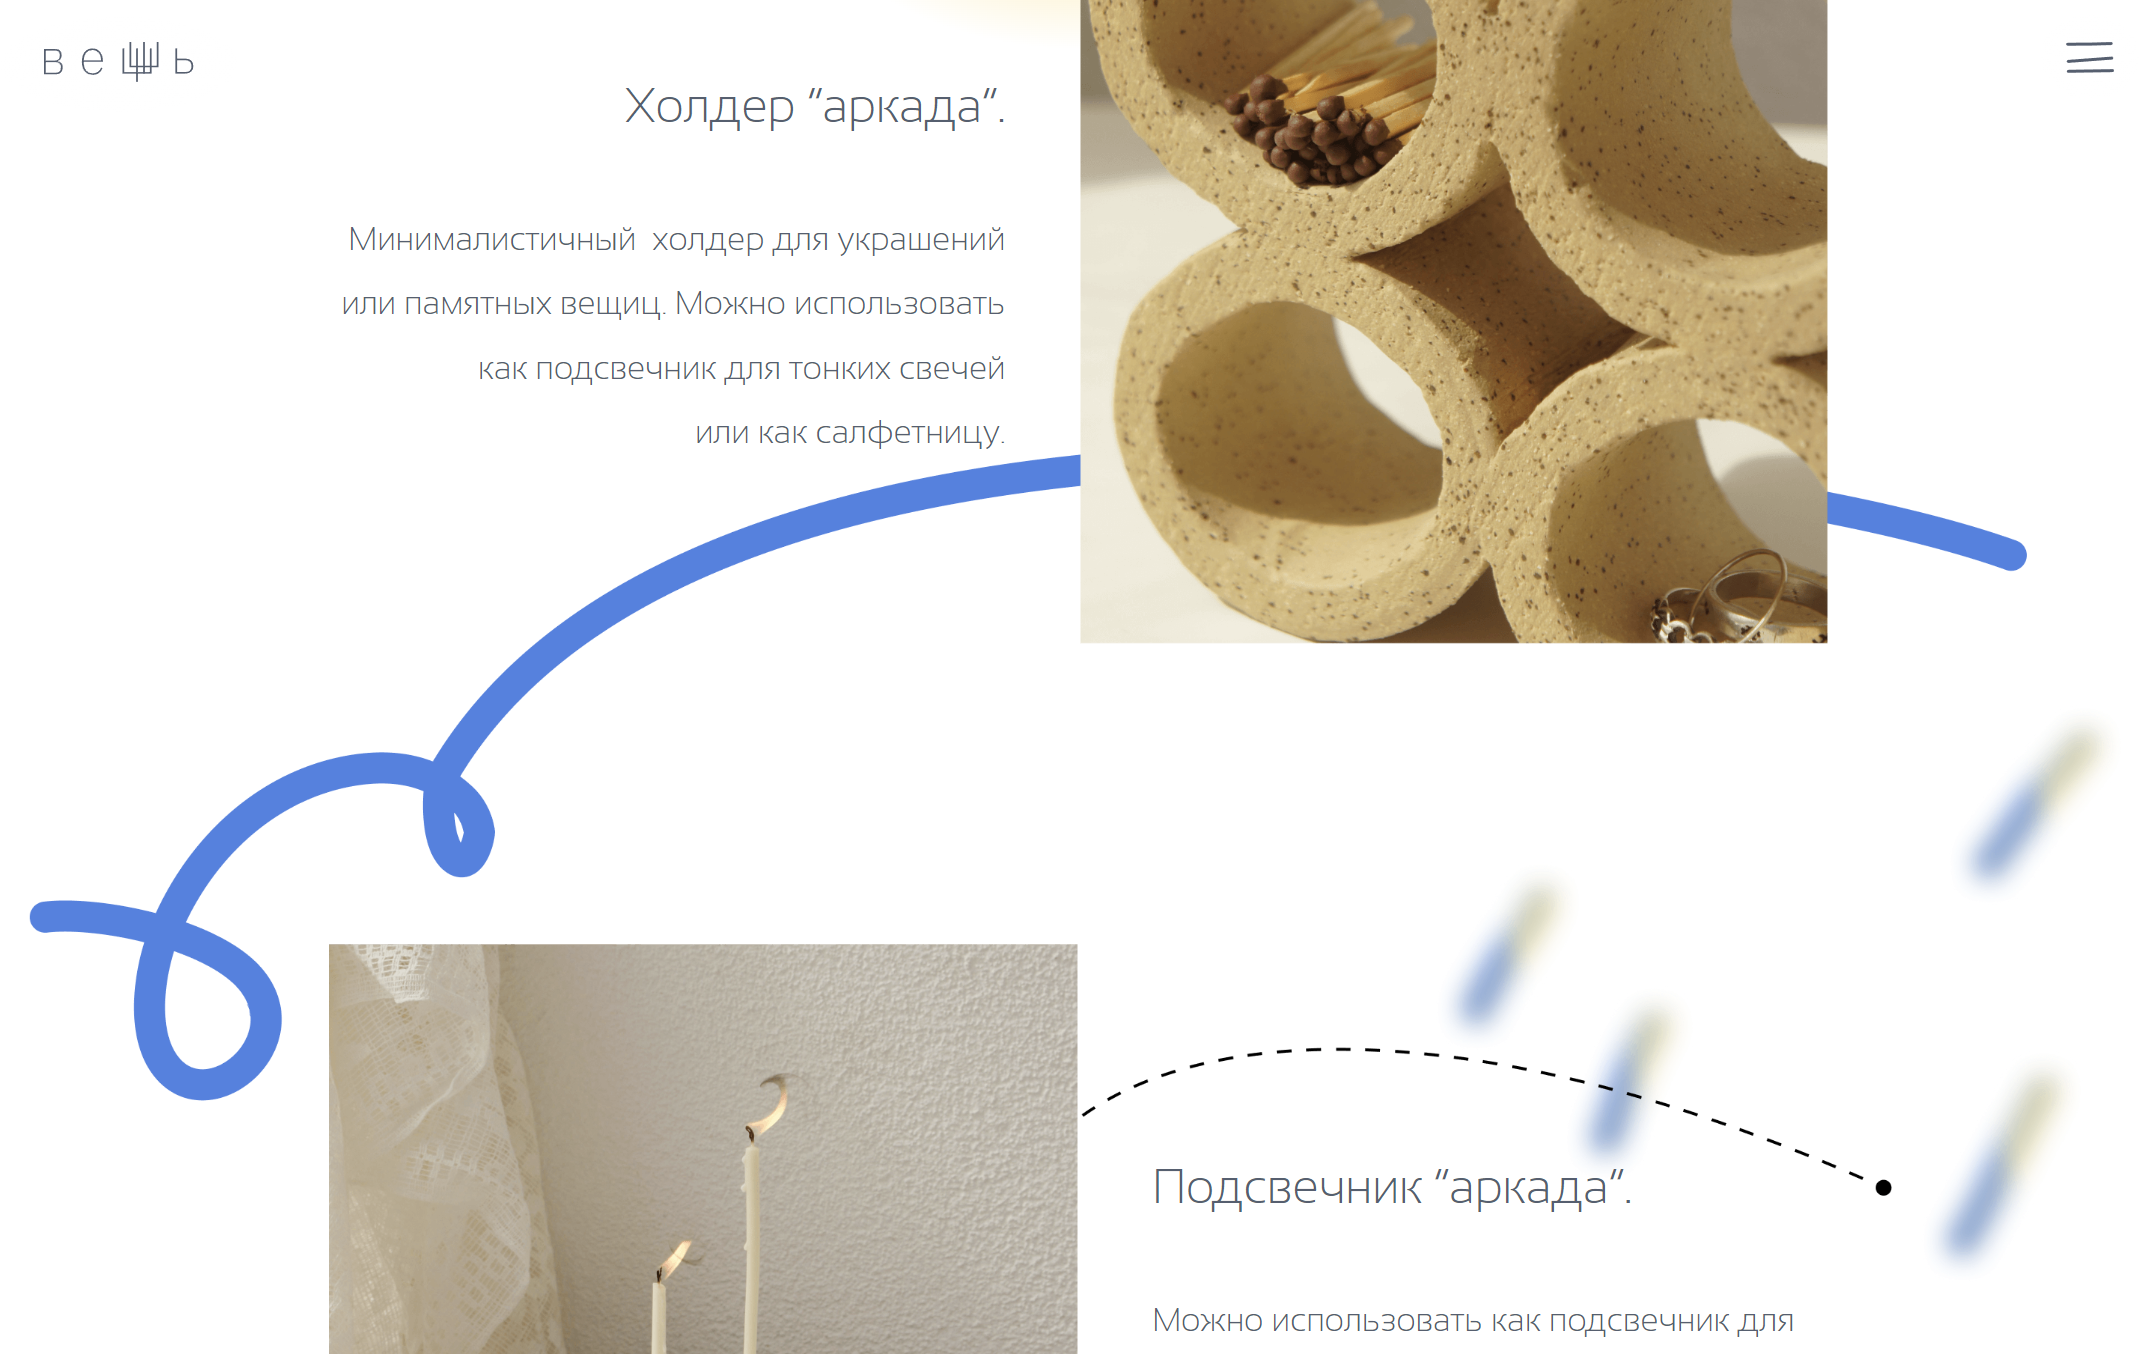 вещь
Холдер "аркада".
Минималистичный холдер для украшений
или памятных вещиц. Можно использовать
как подсвечник для тонких свечей
или как салфетницу.
Подсвечник "аркада".
Можно использовать как подсвечник для